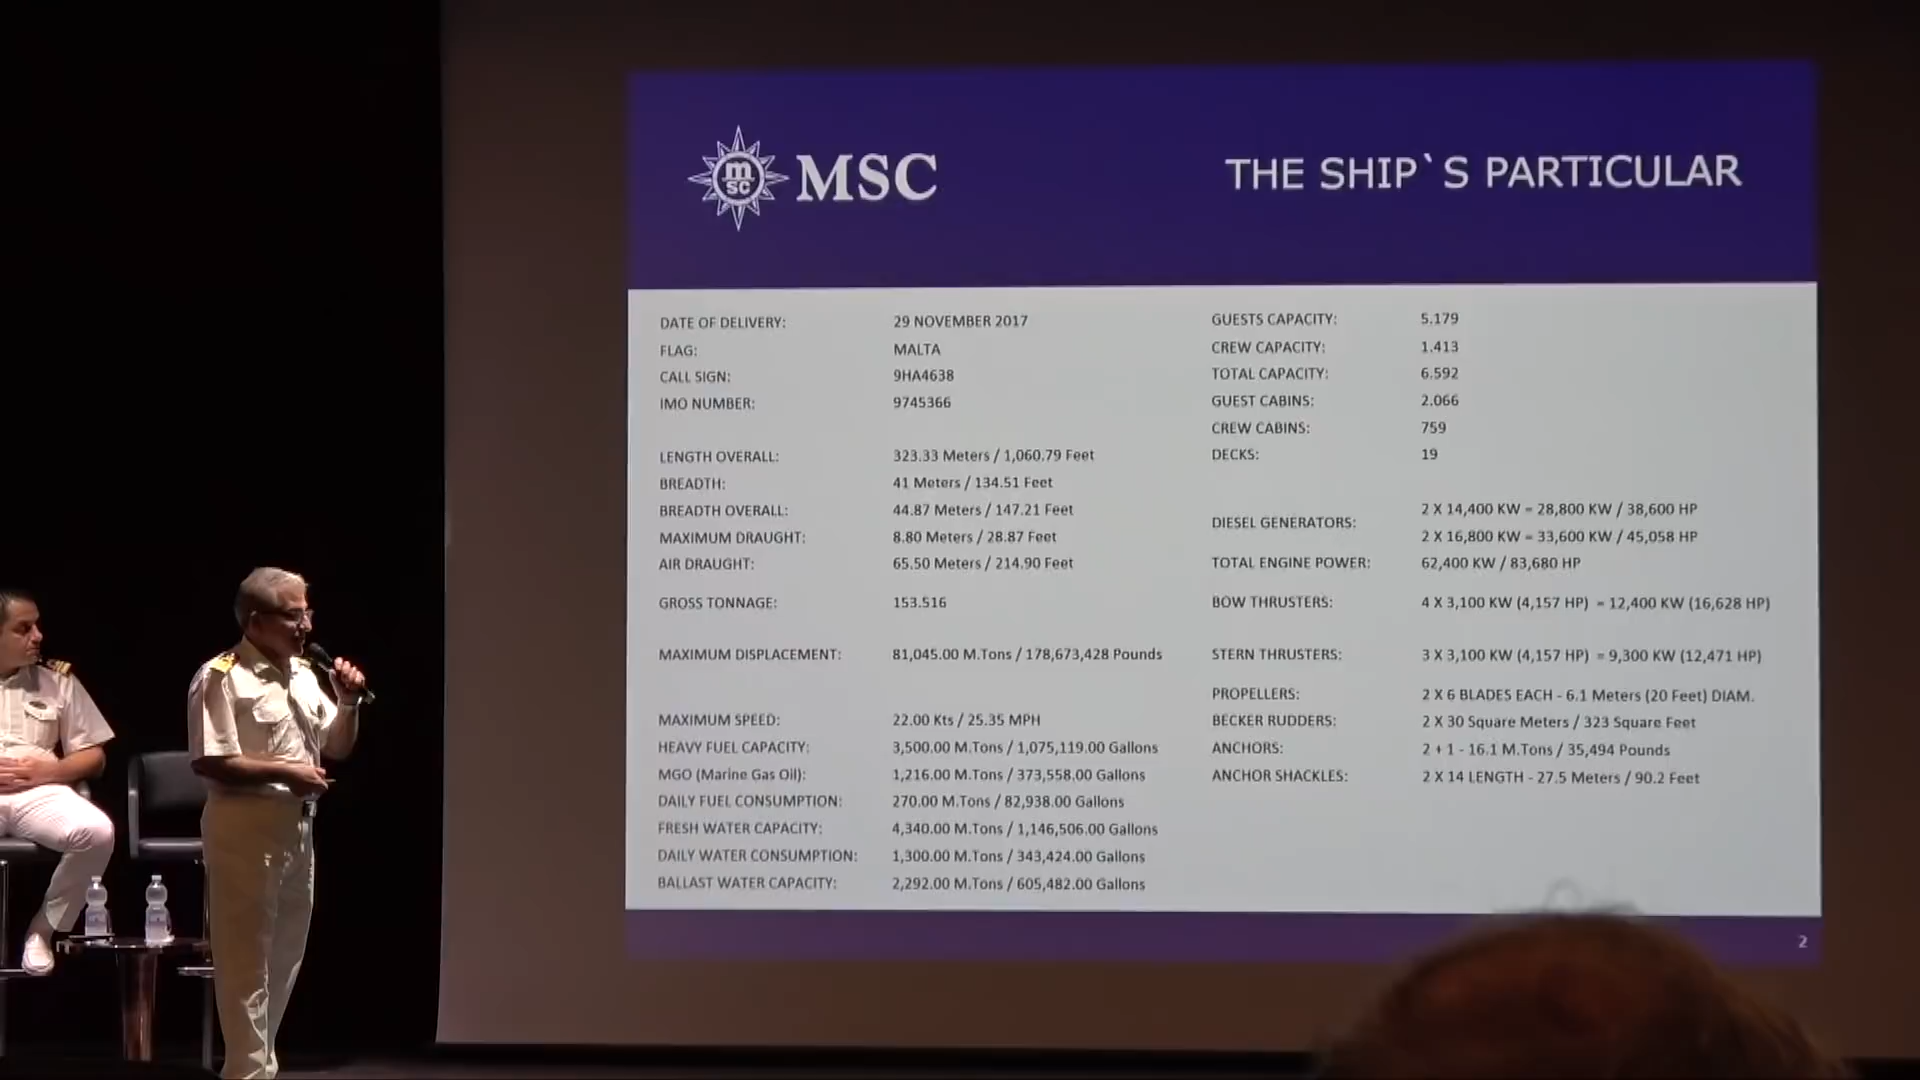 m
sc
MSC
THE SHIP`S PARTICULAR
DATE OF DELIVERY: 29 NOVEMBER 2017
FLAG: MALTA
CALL SIGN: 9HA4638
IMO NUMBER: 9745366
LENGTH OVERALL: 323.33 Meters / 1,060.79 Feet
BREADTH: 41 Meters / 134.51 Feet
BREADTH OVERALL: 44.87 Meters / 147.21 Feet
MAXIMUM DRAUGHT: 8.80 Meters / 28.87 Feet
AIR DRAUGHT: 65.50 Meters / 214.90 Feet
GROSS TONNAGE: 153.516
MAXIMUM DISPLACEMENT: 81,045.00 M.Tons / 178,673,428 Pounds
MAXIMUM SPEED: 22.00 Kts / 25.35 MPH
HEAVY FUEL CAPACITY: 3,500.00 M.Tons / 1,075,119.00 Gallons
MGO (Marine Gas Oil): 1,216.00 M.Tons / 373,558.00 Gallons
DAILY FUEL CONSUMPTION: 270.00 M.Tons / 82,938.00 Gallons
FRESH WATER CAPACITY: 4,340.00 M.Tons / 1,146,506.00 Gallons
DAILY WATER CONSUMPTION: 1,300.00 M.Tons / 343,424.00 Gallons
BALLAST WATER CAPACITY: 2,292.00 M.Tons / 605,482.00 Gallons
GUESTS CAPACITY: 5.179
CREW CAPACITY: 1.413
TOTAL CAPACITY: 6.592
GUEST CABINS: 2.066
CREW CABINS: 759
DECKS: 19
DIESEL GENERATORS: 2 X 14,400 KW = 28,800 KW / 38,600 HP
2 X 16,800 KW = 33,600 KW / 45,058 HP
TOTAL ENGINE POWER: 62,400 KW / 83,680 HP
BOW THRUSTERS: 4 X 3,100 KW (4,157 HP) = 12,400 KW (16,628 HP)
STERN THRUSTERS: 3 X 3,100 KW (4,157 HP) = 9,300 KW (12,471 HP)
PROPELLERS: 2 X 6 BLADES EACH - 6.1 Meters (20 Feet) DIAM.
BECKER RUDDERS: 2 X 30 Square Meters / 323 Square Feet
ANCHORS: 2 + 1 - 16.1 M.Tons / 35,494 Pounds
ANCHOR SHACKLES: 2 X 14 LENGTH - 27.5 Meters / 90.2 Feet
2